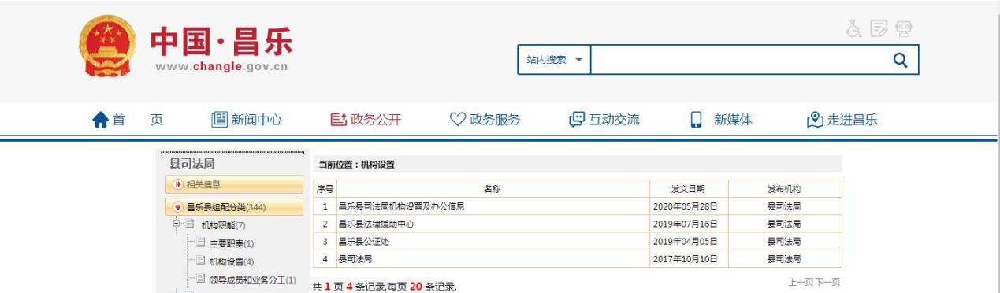 中国·昌乐
www.changle.gov.cn
站内搜索
首 页 新闻中心 政务公开 政务服务 互动交流 新媒体 走进昌乐
县司法局
相关信息
昌乐县组配分类(344)
机构职能(7)
主要职责(1)
机构设置(4)
领导成员和业务分工(1)
当前位置：机构设置
序号 名称 发文日期 发布机构
1 昌乐县司法局机构设置及办公信息 2020年05月28日 县司法局
2 昌乐县法律援助中心 2019年07月16日 县司法局
3 昌乐县公证处 2019年04月05日 县司法局
4 县司法局 2017年10月10日 县司法局
共 1 页 4 条记录,每页 20 条记录.
上一页 下一页